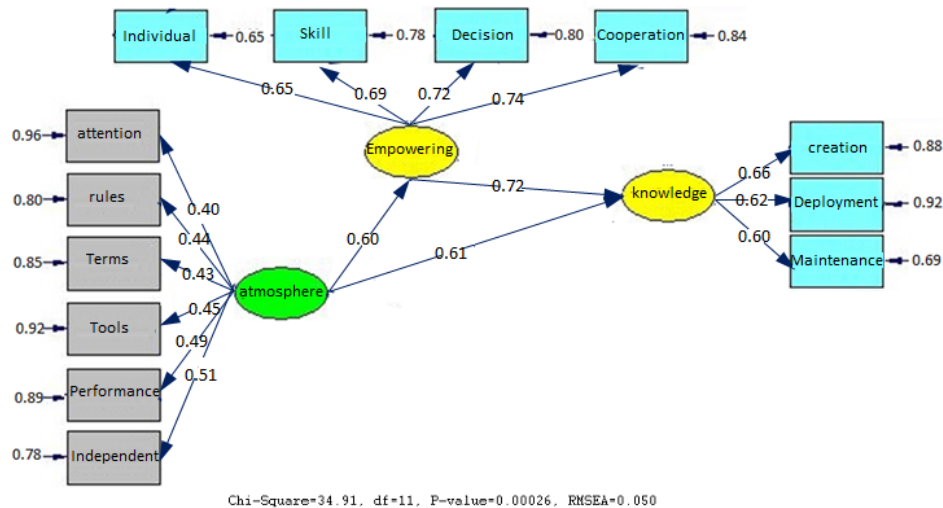 Individual 0.65 Skill 0.78 Decision 0.80 Cooperation 0.84
0.65 0.69 0.72 0.74
0.96 attention
Empowering
creation 0.88
0.66
0.72
0.80 rules
knowledge
0.62 Deployment 0.92
0.40
0.44
0.60
0.61
0.60
0.85 Terms
Maintenance 0.69
0.43
atmosphere
0.45
0.92 Tools
0.49
0.51
0.89 Performance
0.78 Independent
Chi-Square=34.91, df=11, P-value=0.00026, RMSEA=0.050